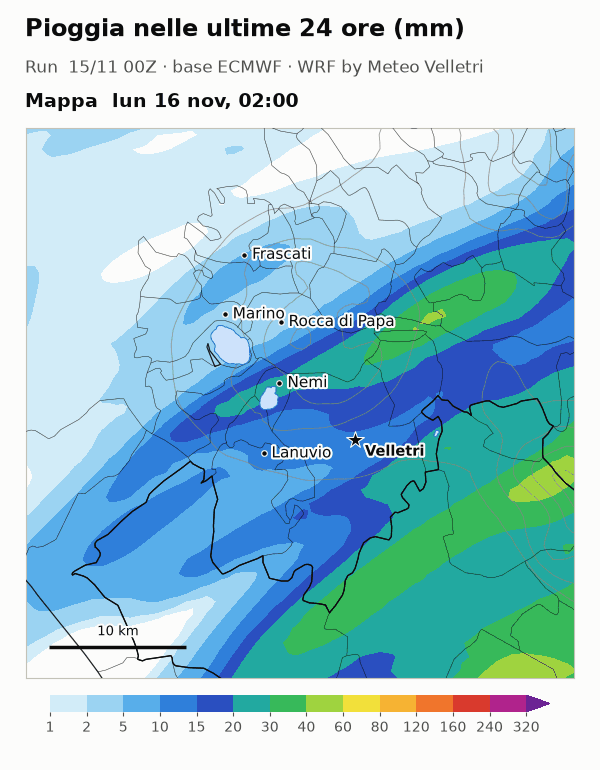 Pioggia nelle ultime 24 ore (mm)
Run 15/11 00Z · base ECMWF · WRF by Meteo Velletri
Mappa lun 16 nov, 02:00
Frascati
Marino
Rocca di Papa
Nemi
Velletri
Lanuvio
10 km
1 2 5 10 15 20 30 40 60 80 120 160 240 320